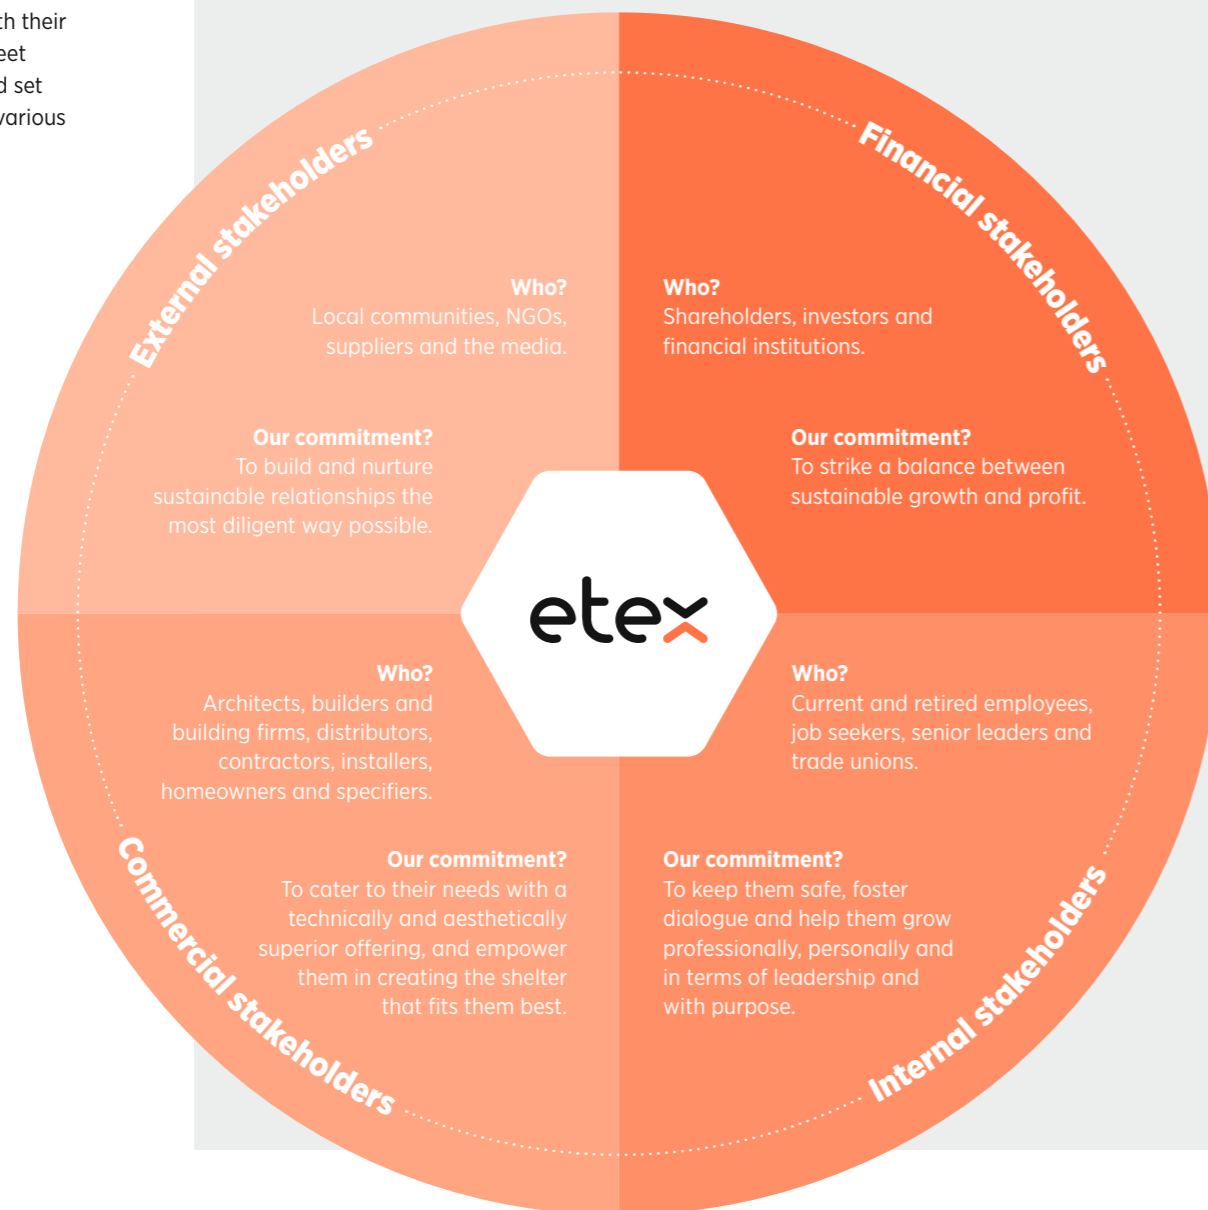 th their
eet
d set
various
External stakeholders
Who?
Local communities, NGOs,
suppliers and the media.
Our commitment?
To build and nurture
sustainable relationships the
most diligent way possible.
Financial stakeholders
Who?
Shareholders, investors and
financial institutions.
Our commitment?
To strike a balance between
sustainable growth and profit.
etex
Commercial stakeholders
Who?
Architects, builders and
building firms, distributors,
contractors, installers,
homeowners and specifiers.
Our commitment?
To cater to their needs with a
technically and aesthetically
superior offering, and empower
them in creating the shelter
that fits them best.
Internal stakeholders
Who?
Current and retired employees,
job seekers, senior leaders and
trade unions.
Our commitment?
To keep them safe, foster
dialogue and help them grow
professionally, personally and
in terms of leadership and
with purpose.